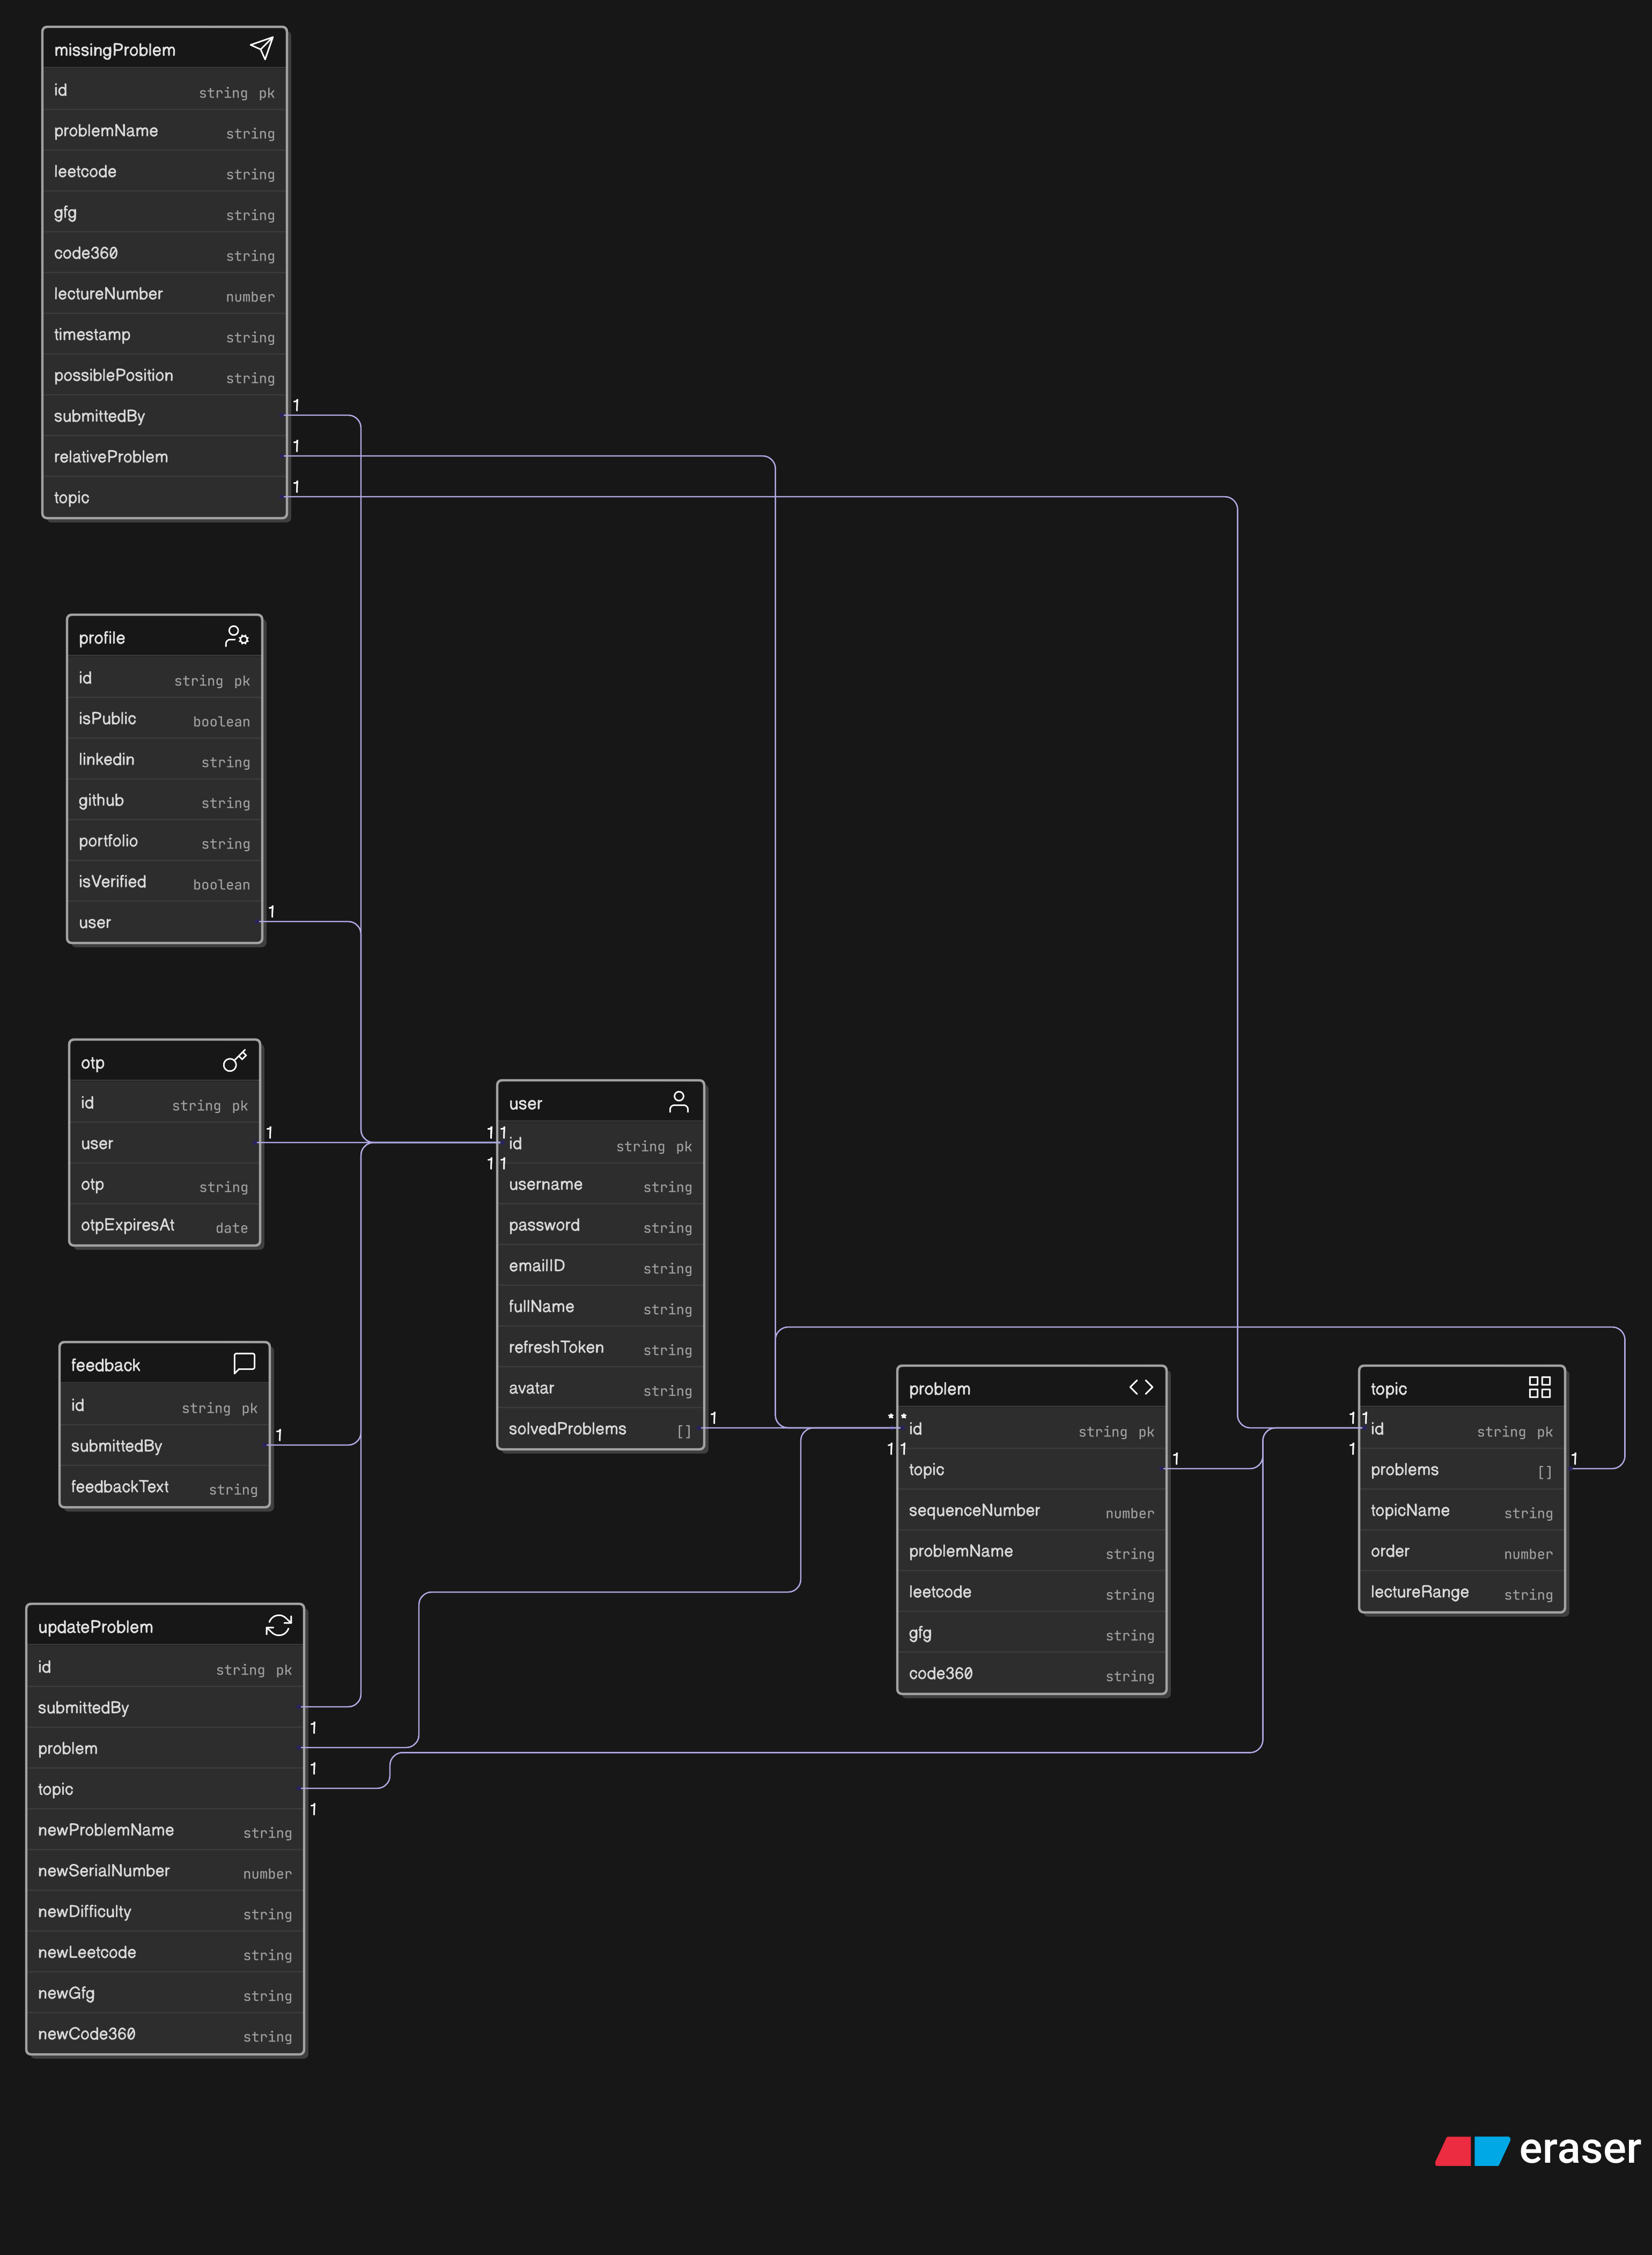 missingProblem
id string pk
problemName string
leetcode string
gfg string
code360 string
lectureNumber number
timestamp string
possiblePosition string
submittedBy 1
relativeProblem 1
topic 1
profile
id string pk
isPublic boolean
linkedin string
github string
portfolio string
isVerified boolean
user 1
otp
id string pk
user 1
otp string
otpExpiresAt date
user
1 1
id string pk
1 1
username string
password string
emailID string
fullName string
refreshToken string
avatar string
solvedProblems [] 1
feedback
id string pk
submittedBy 1
feedbackText string
problem
* *
id string pk
1 1
topic 1
sequenceNumber number
problemName string
leetcode string
gfg string
code360 string
topic
1 1
id string pk
1
problems [] 1
topicName string
order number
lectureRange string
updateProblem
id string pk
submittedBy
1
problem
1
topic
1
newProblemName string
newSerialNumber number
newDifficulty string
newLeetcode string
newGfg string
newCode360 string
eraser